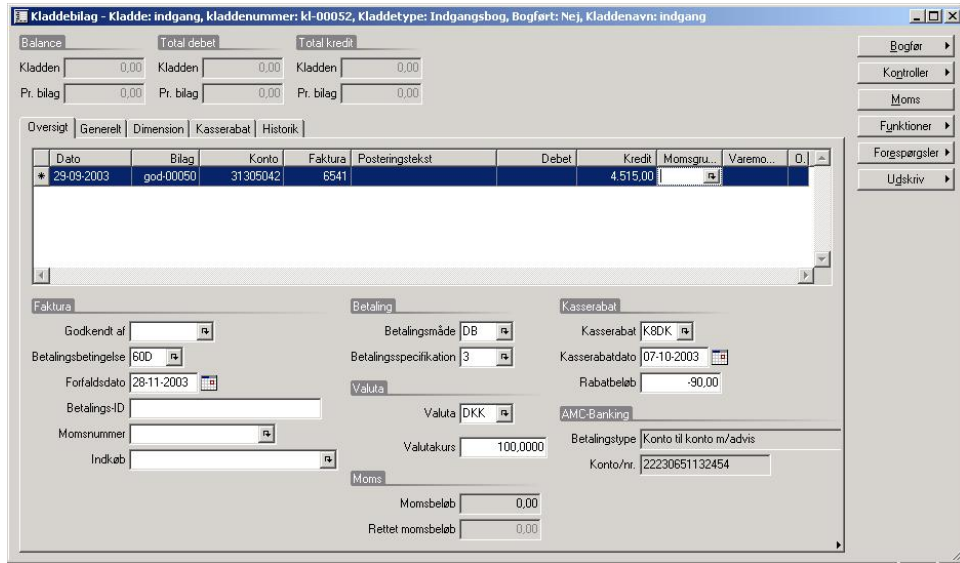 Kladdebilag - Kladde: indgang, kladdenummer: kl-00052, Kladdetype: Indgangsbog, Bogført: Nej, Kladdenavn: indgang
Balance Total debet Total kredit
Kladden 0,00 Kladden 0,00 Kladden 0,00
Pr. bilag 0,00 Pr. bilag 0,00 Pr. bilag 0,00
Bogfør
Kontroller
Moms
Funktioner
Forespørgsler
Udskriv
Oversigt Generelt Dimension Kasserabat Historik
Dato Bilag Konto Faktura Posteringstekst Debet Kredit Momsgru... Varemo... O.
* 29-09-2003 god-00050 31305042 6541 4.515,00
Faktura
Godkendt af
Betalingsbetingelse 60D
Forfaldsdato 28-11-2003
Betalings-ID
Momsnummer
Indkøb
Betaling
Betalingsmåde DB
Betalingsspecifikation 3
Valuta
Valuta DKK
Valutakurs 100,0000
Moms
Momsbeløb 0,00
Rettet momsbeløb 0,00
Kasserabat
Kasserabat K8DK
Kasserabatdato 07-10-2003
Rabatbeløb -90,00
AMC-Banking
Betalingstype Konto til konto m/advis
Konto/nr. 22230651132454